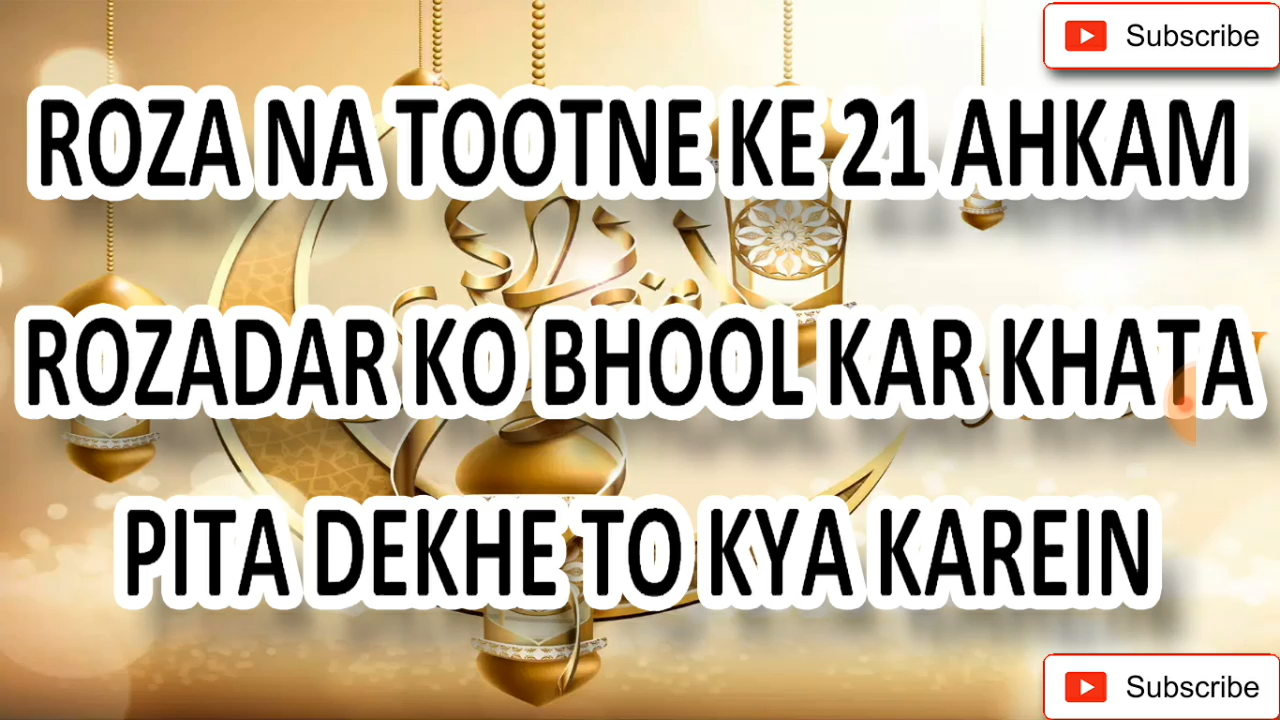 Subscribe
ROZA NA TOOTNE KE 21 AHKAM
ROZADAR KO BHOOL KAR KHATA
PITA DEKHE TO KYA KAREIN
Subscribe